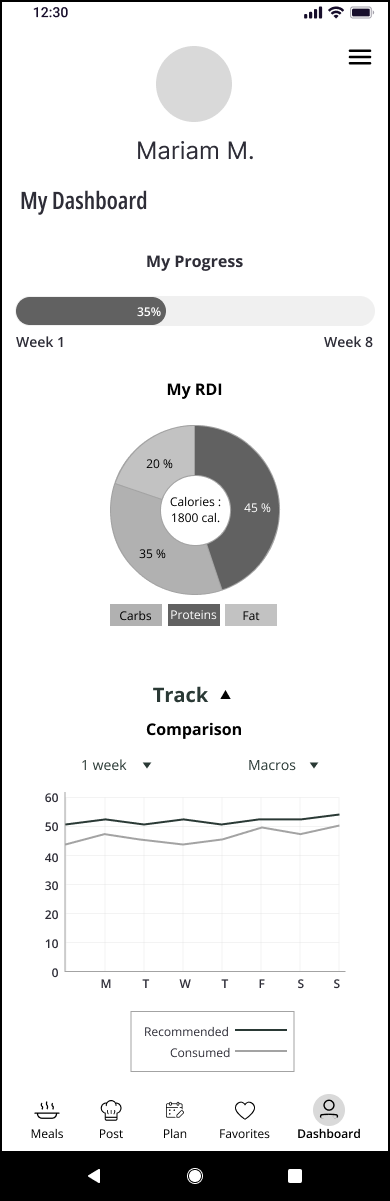 12:30
Mariam M.
My Dashboard
My Progress
35%
Week 1 Week 8
My RDI
20 %
45 %
Calories :
1800 cal.
35 %
Carbs Proteins Fat
Track
Comparison
1 week Macros
60
50
40
30
20
10
0
M T W T F S S
Recommended
Consumed
Meals Post Plan Favorites Dashboard